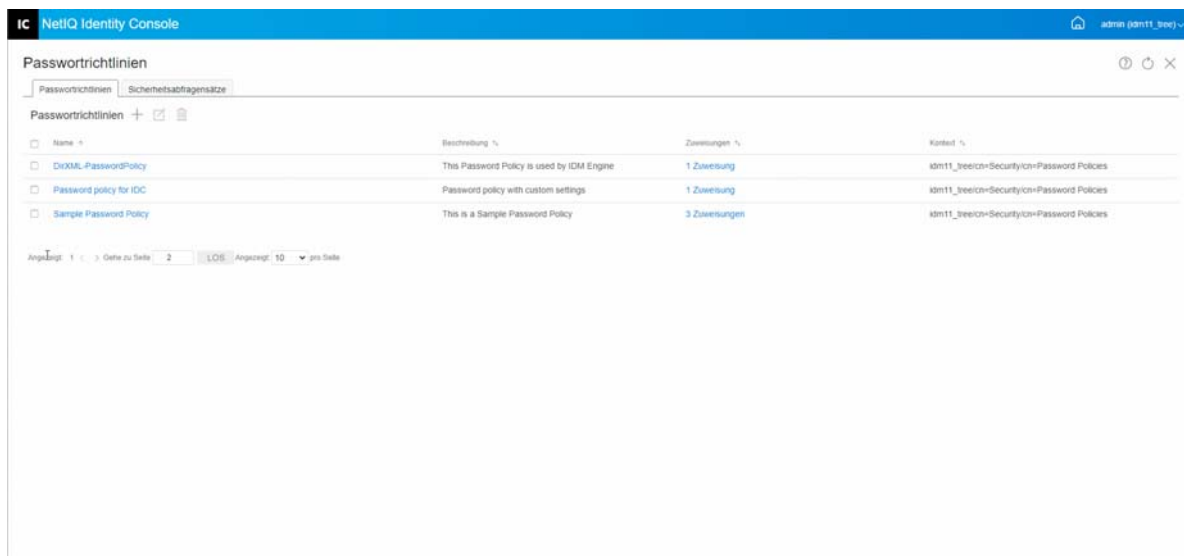 IC NetIQ Identity Console
admin (idm11_tree)
Passwortrichtlinien
Passwortrichtlinien Sicherheitsabfragensätze
Passwortrichtlinien
Name Beschreibung Zuweisungen Kontext
DirXML-PasswordPolicy This Password Policy is used by IDM Engine 1 Zuweisung idm11_tree/cn=Security/cn=Password Policies
Password policy for IDC Password policy with custom settings 1 Zuweisung idm11_tree/cn=Security/cn=Password Policies
Sample Password Policy This is a Sample Password Policy 3 Zuweisungen idm11_tree/cn=Security/cn=Password Policies
Angezeigt: 1 Gehe zu Seite 2 LOS Angezeigt: 10 pro Seite